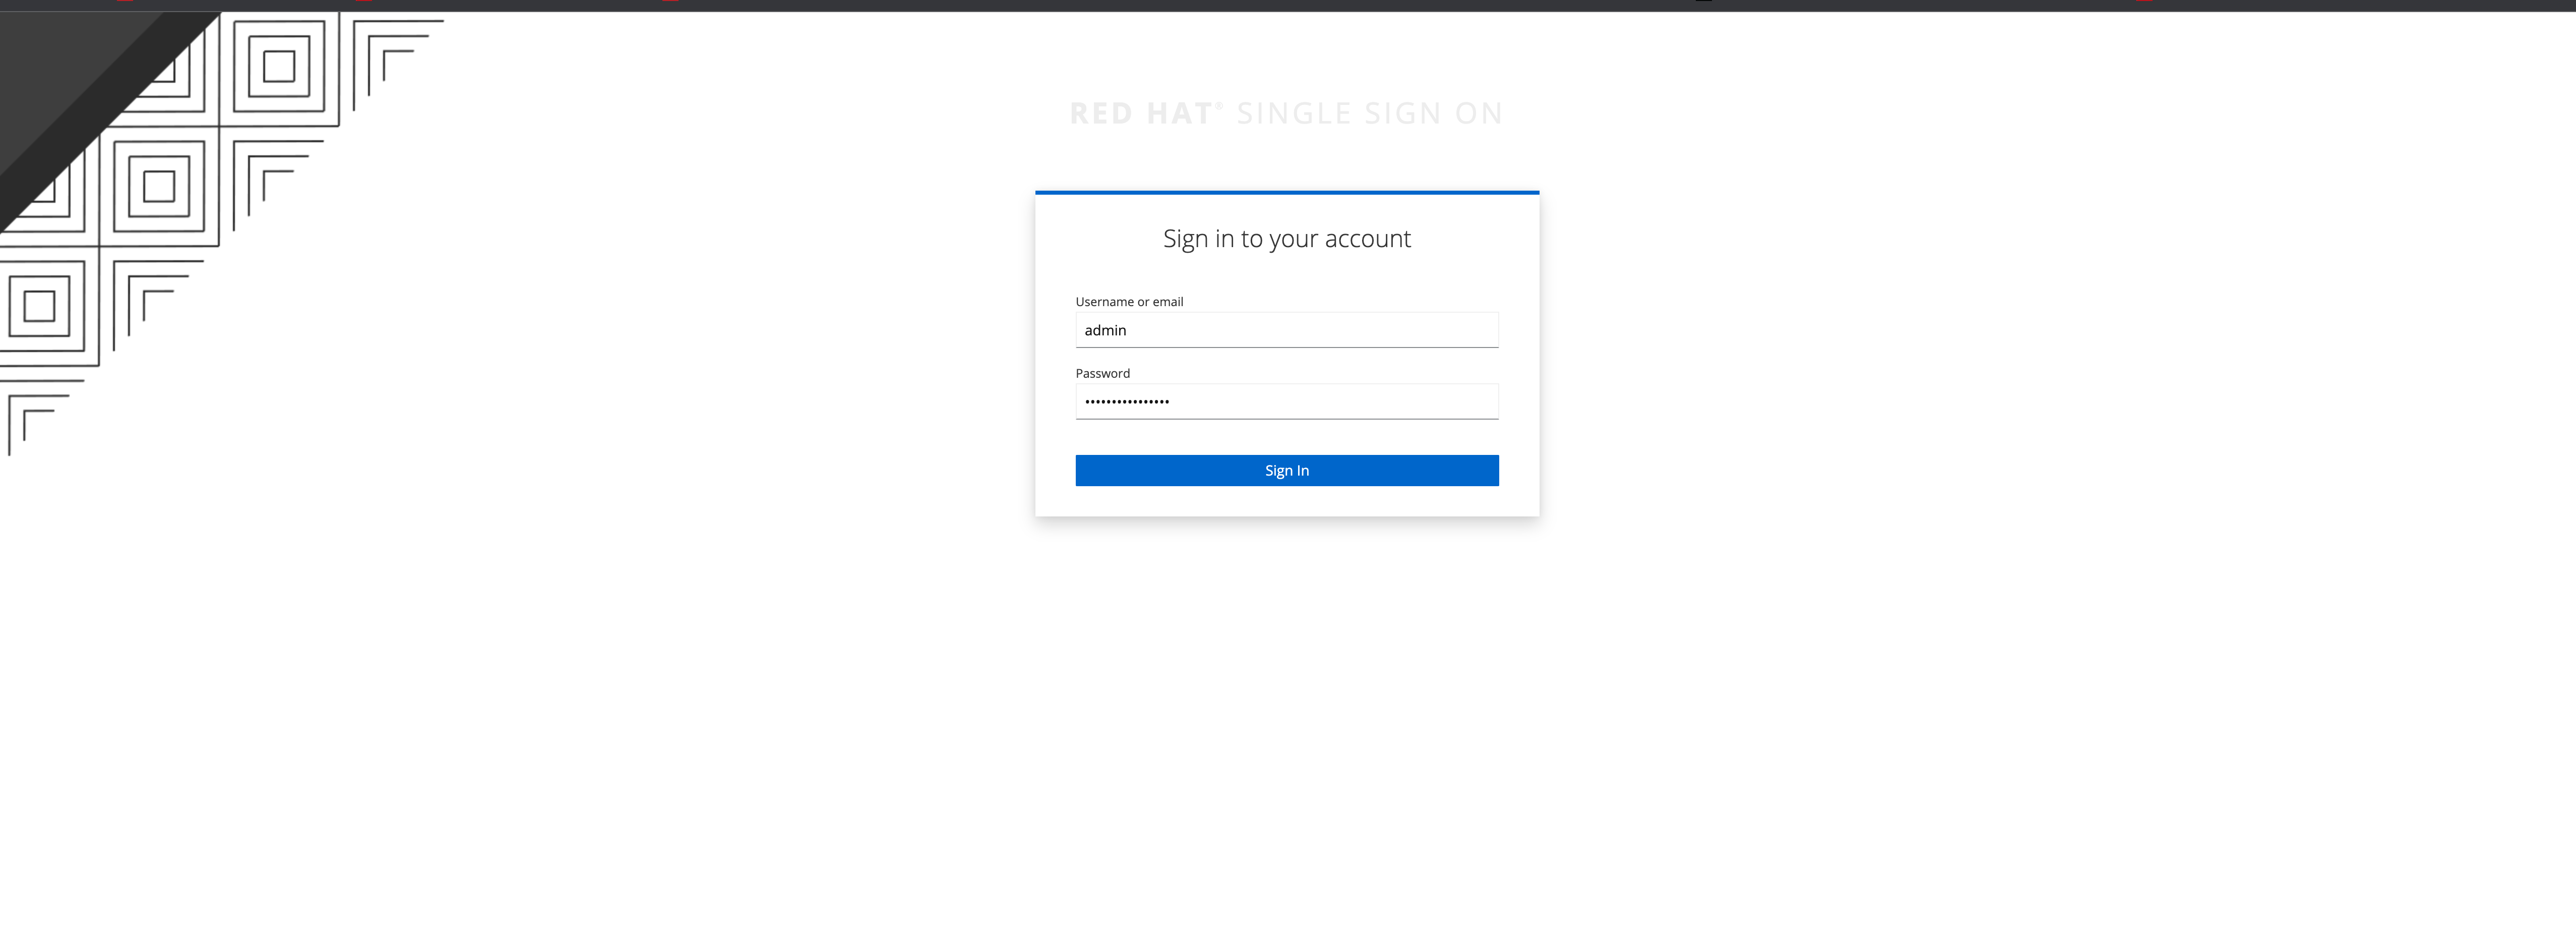 RED HAT® SINGLE SIGN ON
Sign in to your account
Username or email
admin
Password
••••••••••••••••
Sign In